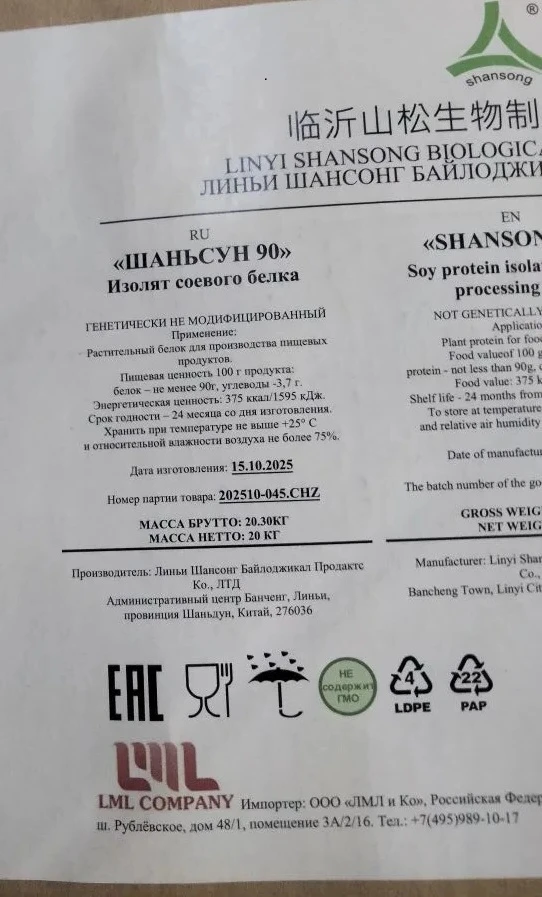 ®
shansong
临沂山松生物制
LINYI SHANSONG BIOLOGICA
ЛИНЬИ ШАНСОНГ БАЙЛОДЖИ
RU
«ШАНЬСУН 90»
Изолят соевого белка
ГЕНЕТИЧЕСКИ НЕ МОДИФИЦИРОВАННЫЙ
Применение:
Растительный белок для производства пищевых
продуктов.
Пищевая ценность 100 г продукта:
белок – не менее 90г, углеводы -3,7 г.
Энергетическая ценность: 375 ккал/1595 кДж.
Срок годности – 24 месяца со дня изготовления.
Хранить при температуре не выше +25° С
и относительной влажности воздуха не более 75%.
Дата изготовления: 15.10.2025
Номер партии товара: 202510-045.CHZ
МАССА БРУТТО: 20.30КГ
МАССА НЕТТО: 20 КГ
Производитель: Линьи Шансонг Байлоджикал Продактс
Ко., ЛТД
Административный центр Банченг, Линьи,
провинция Шаньдун, Китай, 276036
EN
«SHANSON
Soy protein isola
processing
NOT GENETICALLY
Applicatio
Plant protein for foo
Food valueof 100 g
protein - not less than 90g, c
Food value: 375 k
Shelf life - 24 months from
To store at temperature
and relative air humidity
Date of manufactu
The batch number of the go
GROSS WEIG
NET WEIG
Manufacturer: Linyi Shan
Co.,
Bancheng Town, Linyi Cit
EAC
НЕ
содержит
ГМО
4
LDPE
22
PAP
LML
LML COMPANY Импортер: ООО «ЛМЛ и Ко», Российская Федер
ш. Рублёвское, дом 48/1, помещение 3А/2/16. Тел.: +7(495)989-10-17